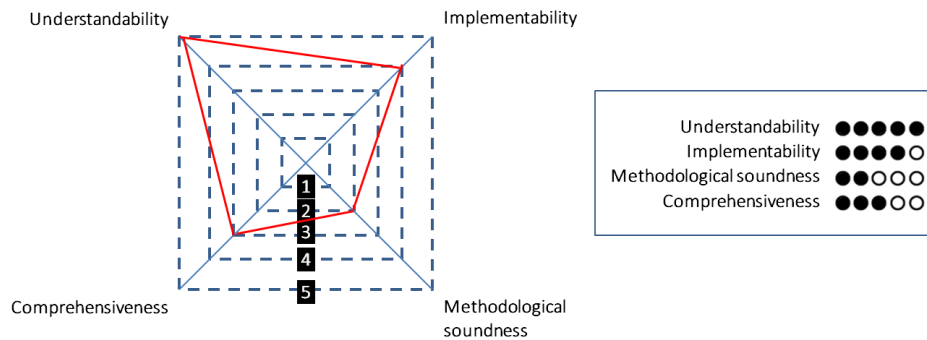 Understandability
Implementability
1
2
3
4
5
Comprehensiveness
Methodological
soundness
Understandability
Implementability
Methodological soundness
Comprehensiveness